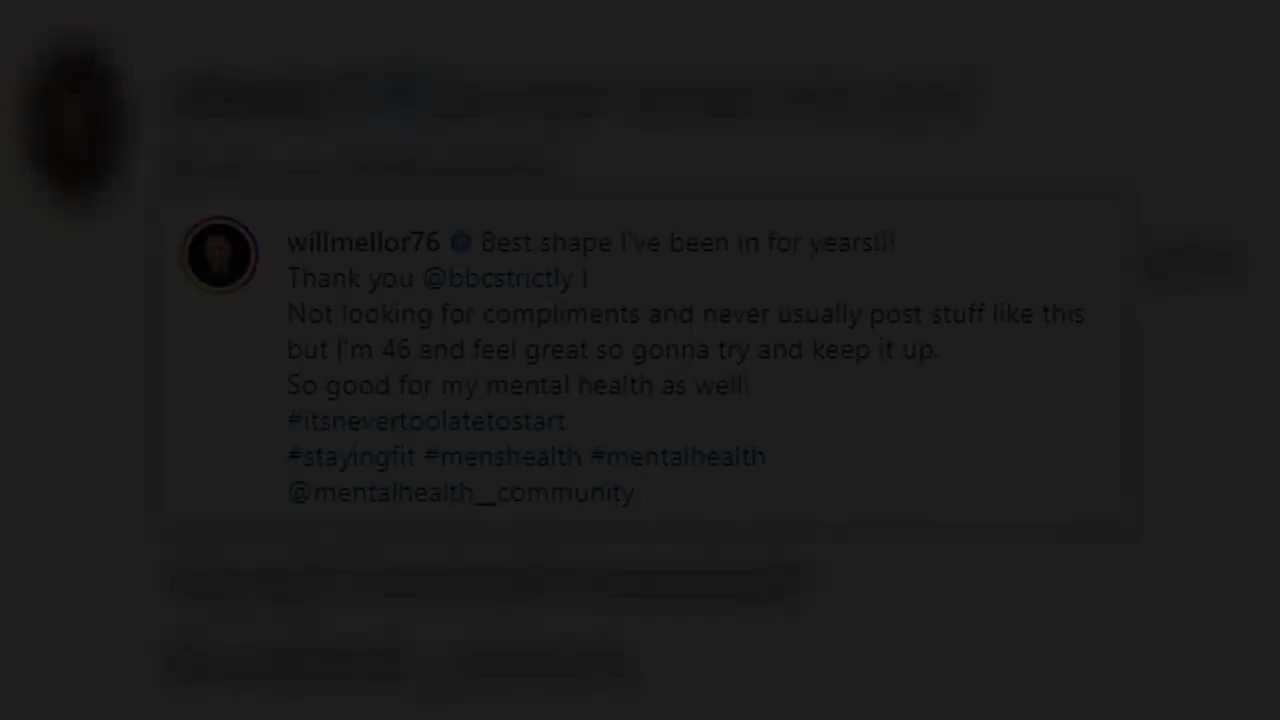 willmellor76 Best shape I've been in for years!!!
Thank you @bbcstrictly !
Not looking for compliments and never usually post stuff like this
but I'm 46 and feel great so gonna try and keep it up.
So good for my mental health as well!
#itsnevertoolatetostart
#stayingfit #menshealth #mentalhealth
@mentalhealth__community